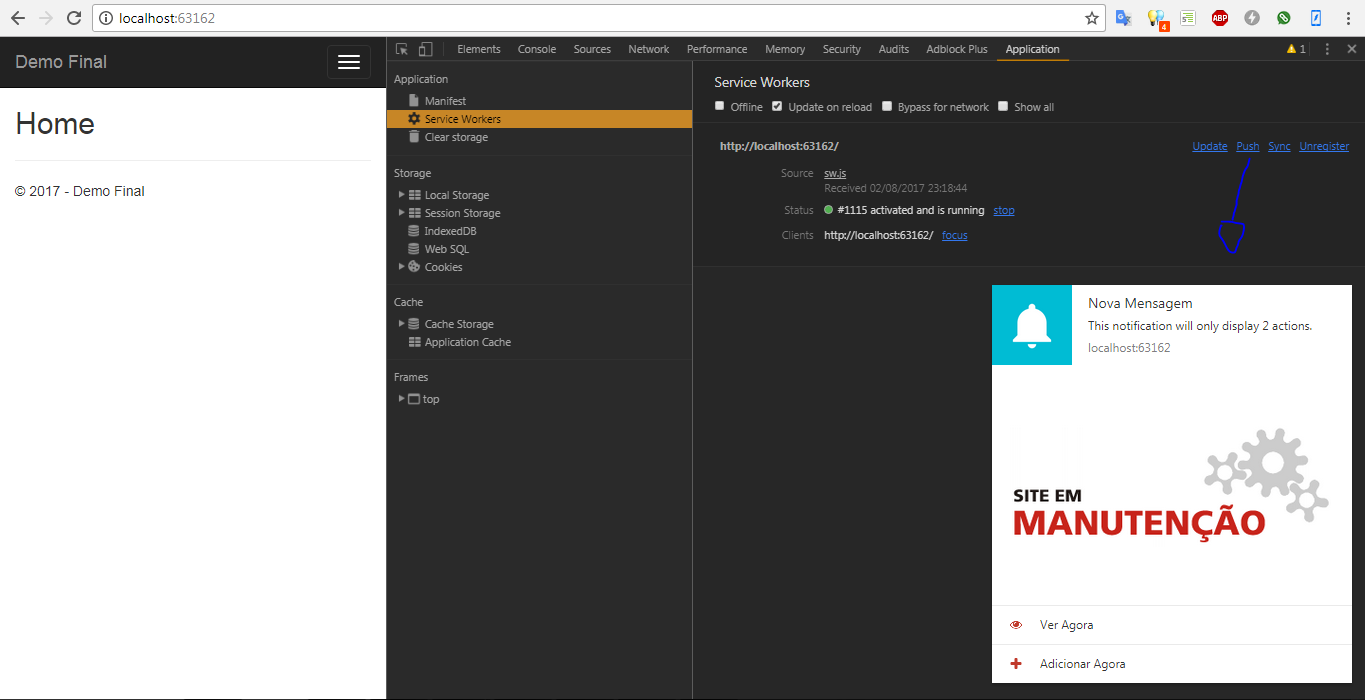 localhost:63162
4
ABP
Demo Final
Home
© 2017 - Demo Final
Elements Console Sources Network Performance Memory Security Audits Adblock Plus Application
1
Application
Manifest
Service Workers
Clear storage
Storage
Local Storage
Session Storage
IndexedDB
Web SQL
Cookies
Cache
Cache Storage
Application Cache
Frames
top
Service Workers
Offline Update on reload Bypass for network Show all
http://localhost:63162/ Update Push Sync Unregister
Source sw.js
Received 02/08/2017 23:18:44
Status #1115 activated and is running stop
Clients http://localhost:63162/ focus
Nova Mensagem
This notification will only display 2 actions.
localhost:63162
SITE EM
MANUTENÇÃO
Ver Agora
Adicionar Agora